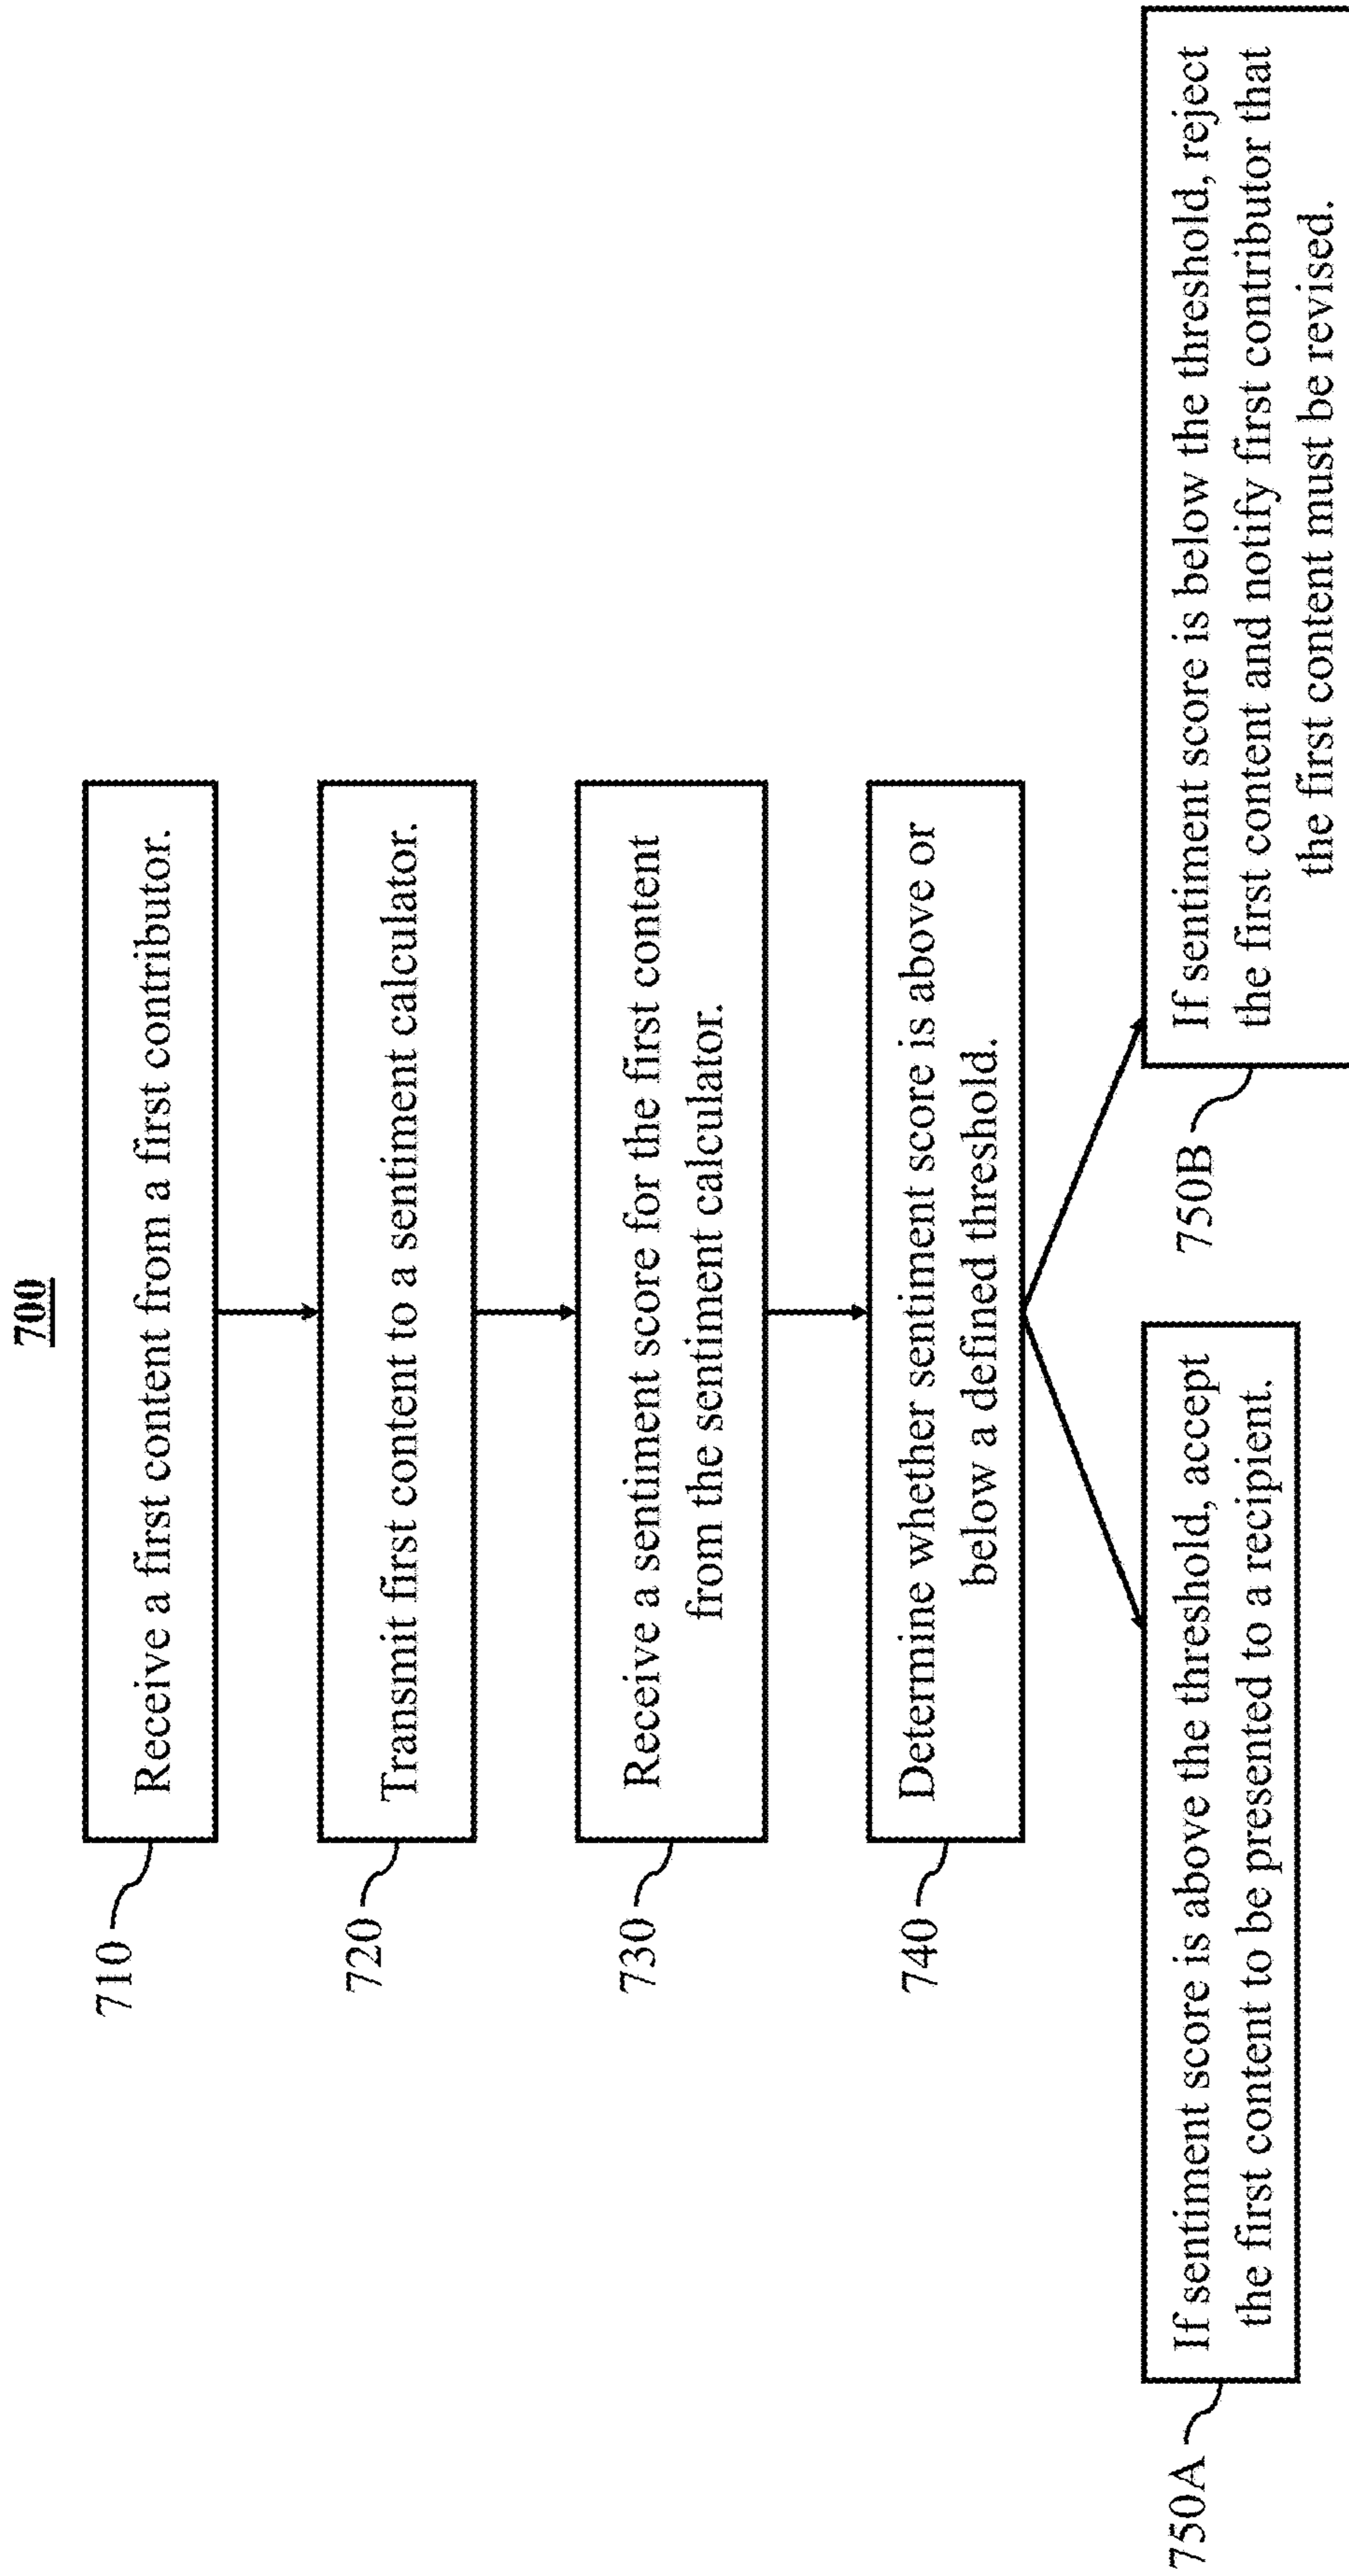 700
710
Receive a first content from a first contributor.
720
Transmit first content to a sentiment calculator.
730
Receive a sentiment score for the first content
from the sentiment calculator.
740
Determine whether sentiment score is above or
below a defined threshold.
750A
If sentiment score is above the threshold, accept
the first content to be presented to a recipient.
750B
If sentiment score is below the threshold, reject
the first content and notify first contributor that
the first content must be revised.